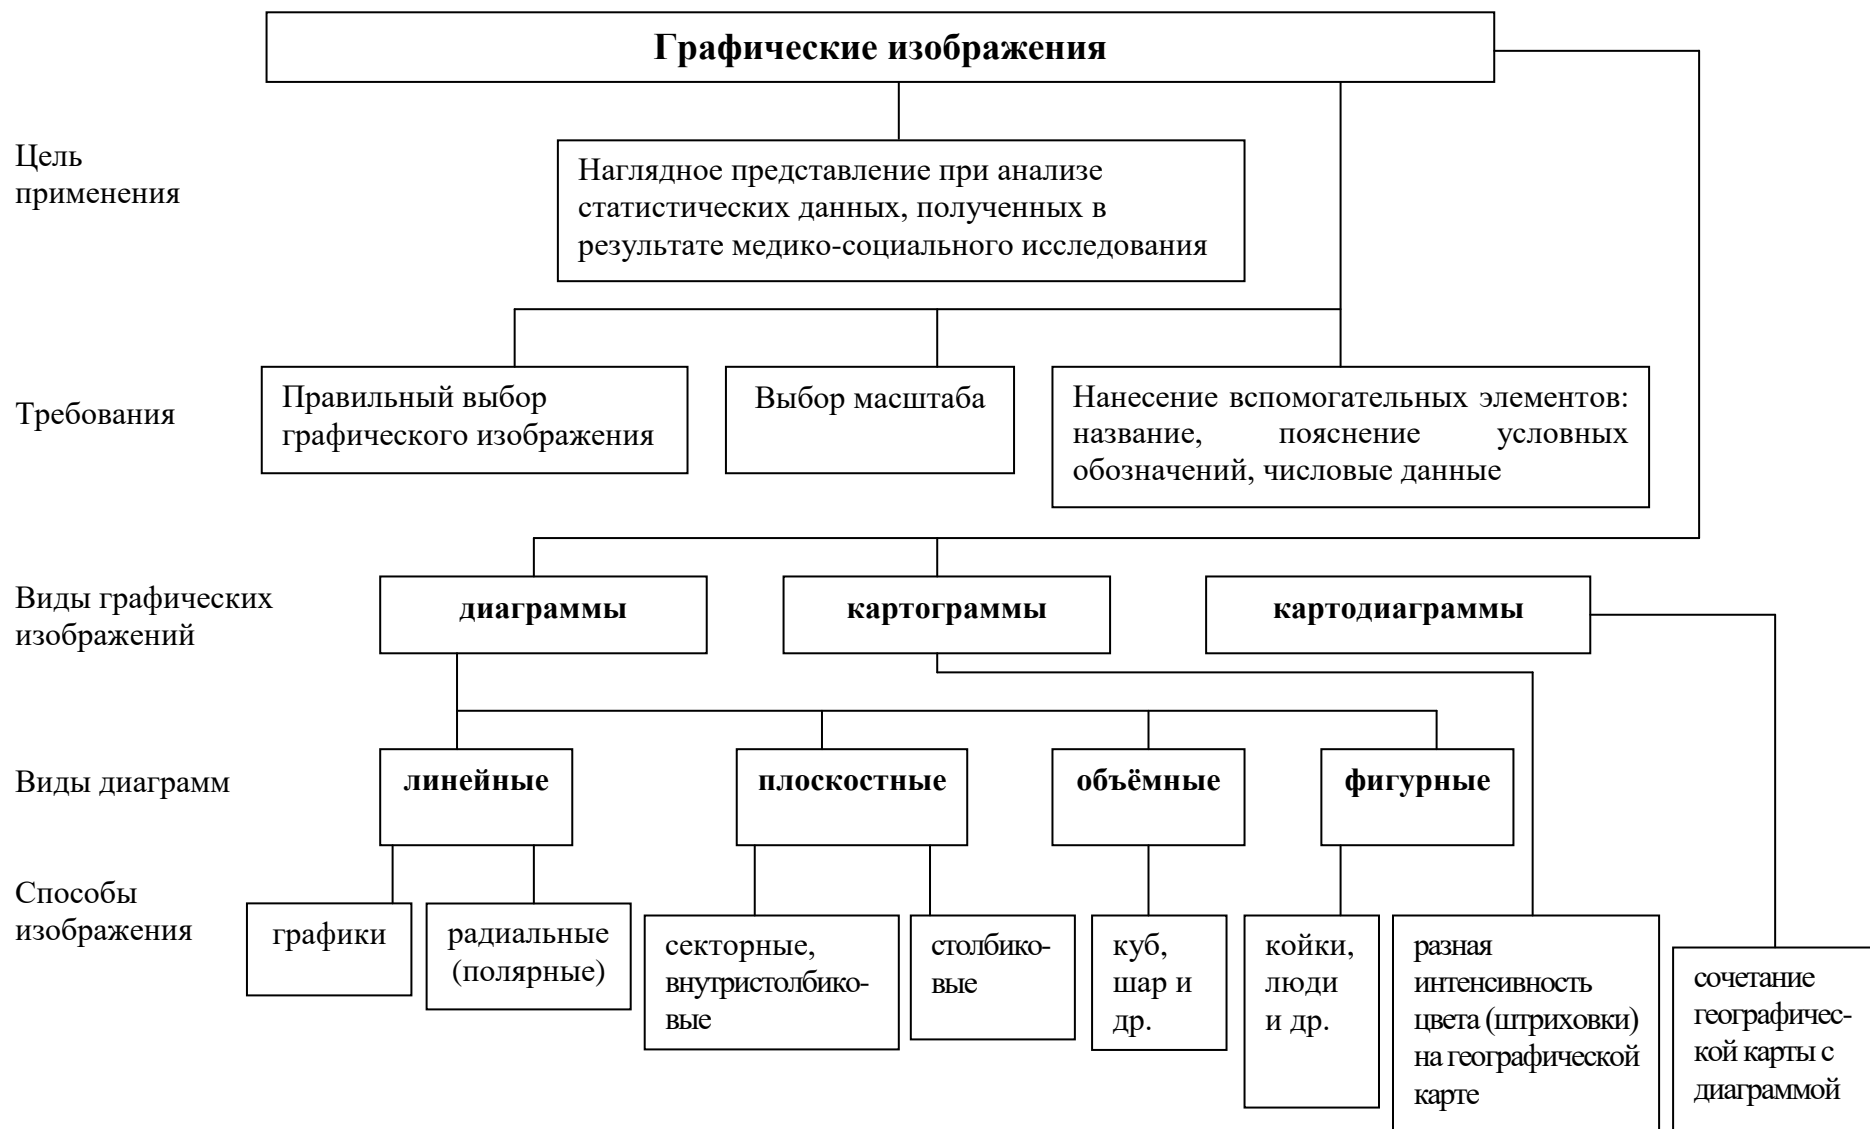 Графические изображения
Цель
применения
Наглядное представление при анализе
статистических данных, полученных в
результате медико-социального исследования
Требования
Правильный выбор
графического изображения
Выбор масштаба
Нанесение вспомогательных элементов:
название, пояснение условных
обозначений, числовые данные
Виды графических
изображений
диаграммы
картограммы
картодиаграммы
Виды диаграмм
линейные
плоскостные
объёмные
фигурные
Способы
изображения
графики
радиальные
(полярные)
секторные,
внутристолбико-
вые
столбико-
вые
куб,
шар и
др.
койки,
люди
и др.
разная
интенсивность
цвета (штриховки)
на географической
карте
сочетание
географичес-
кой карты с
диаграммой